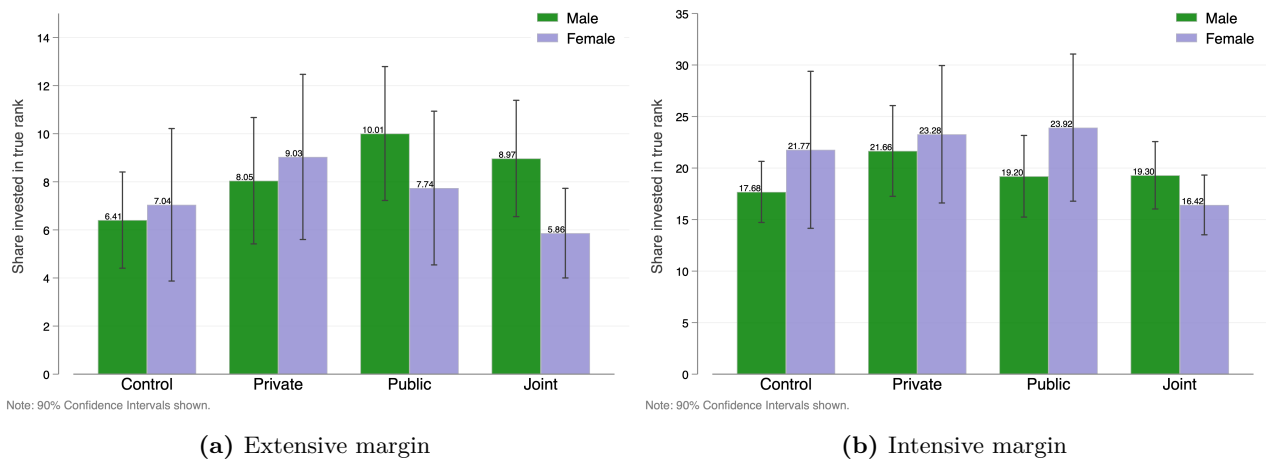 Male
Female
14
12
10
8
6
4
2
0
Share invested in true rank
6.41
7.04
8.05
9.03
10.01
7.74
8.97
5.86
Control
Private
Public
Joint
Note: 90% Confidence Intervals shown.
(a) Extensive margin
Male
Female
35
30
25
20
15
10
5
0
Share invested in true rank
17.68
21.77
21.66
23.28
19.20
23.92
19.30
16.42
Control
Private
Public
Joint
Note: 90% Confidence Intervals shown.
(b) Intensive margin